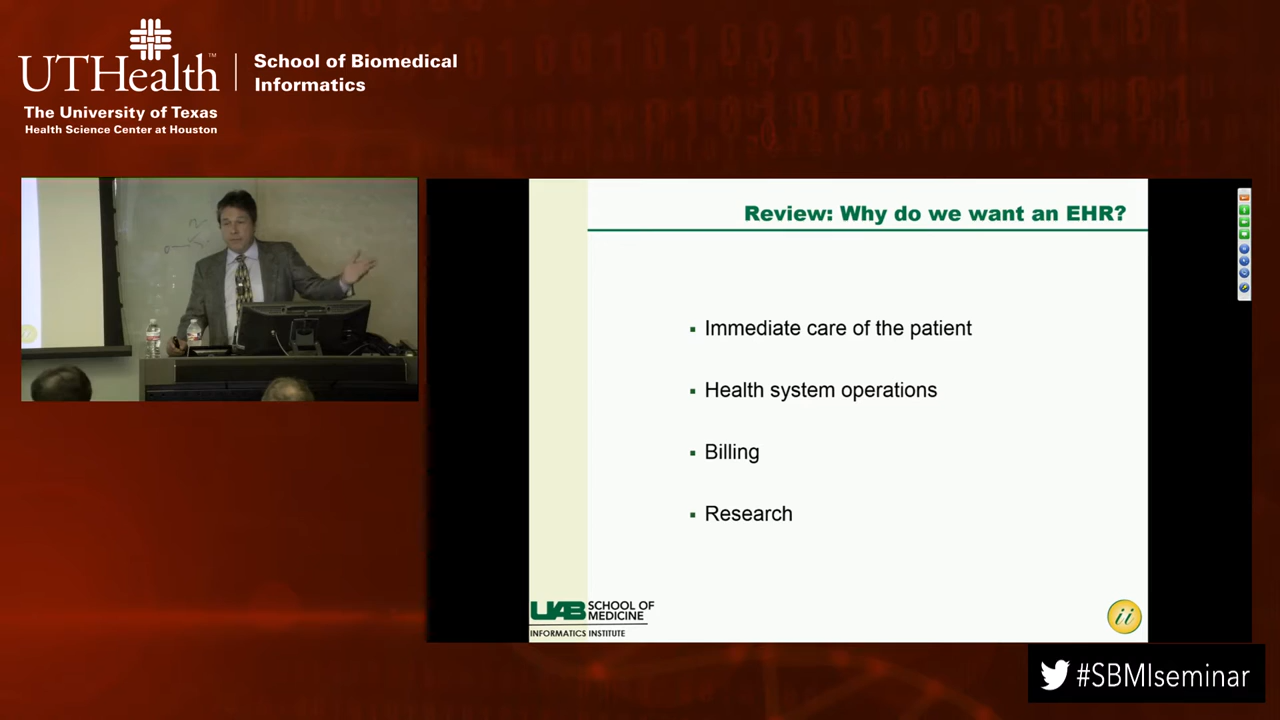 UTHealth™
School of Biomedical
Informatics
The University of Texas
Health Science Center at Houston
Review: Why do we want an EHR?
Immediate care of the patient
Health system operations
Billing
Research
UAB SCHOOL OF
MEDICINE
INFORMATICS INSTITUTE
ii
#SBMIseminar